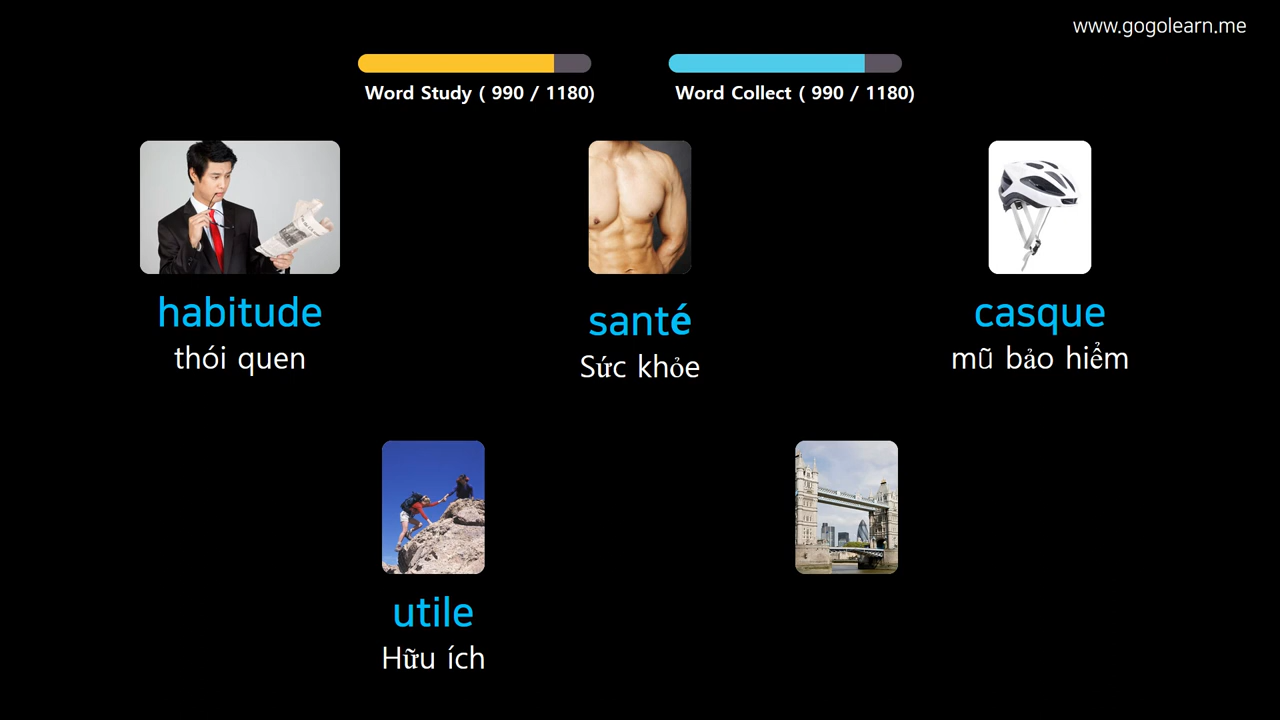 www.gogolearn.me
Word Study ( 990 / 1180)
Word Collect ( 990 / 1180)
habitude
thói quen
santé
Sức khỏe
casque
mũ bảo hiểm
utile
Hữu ích